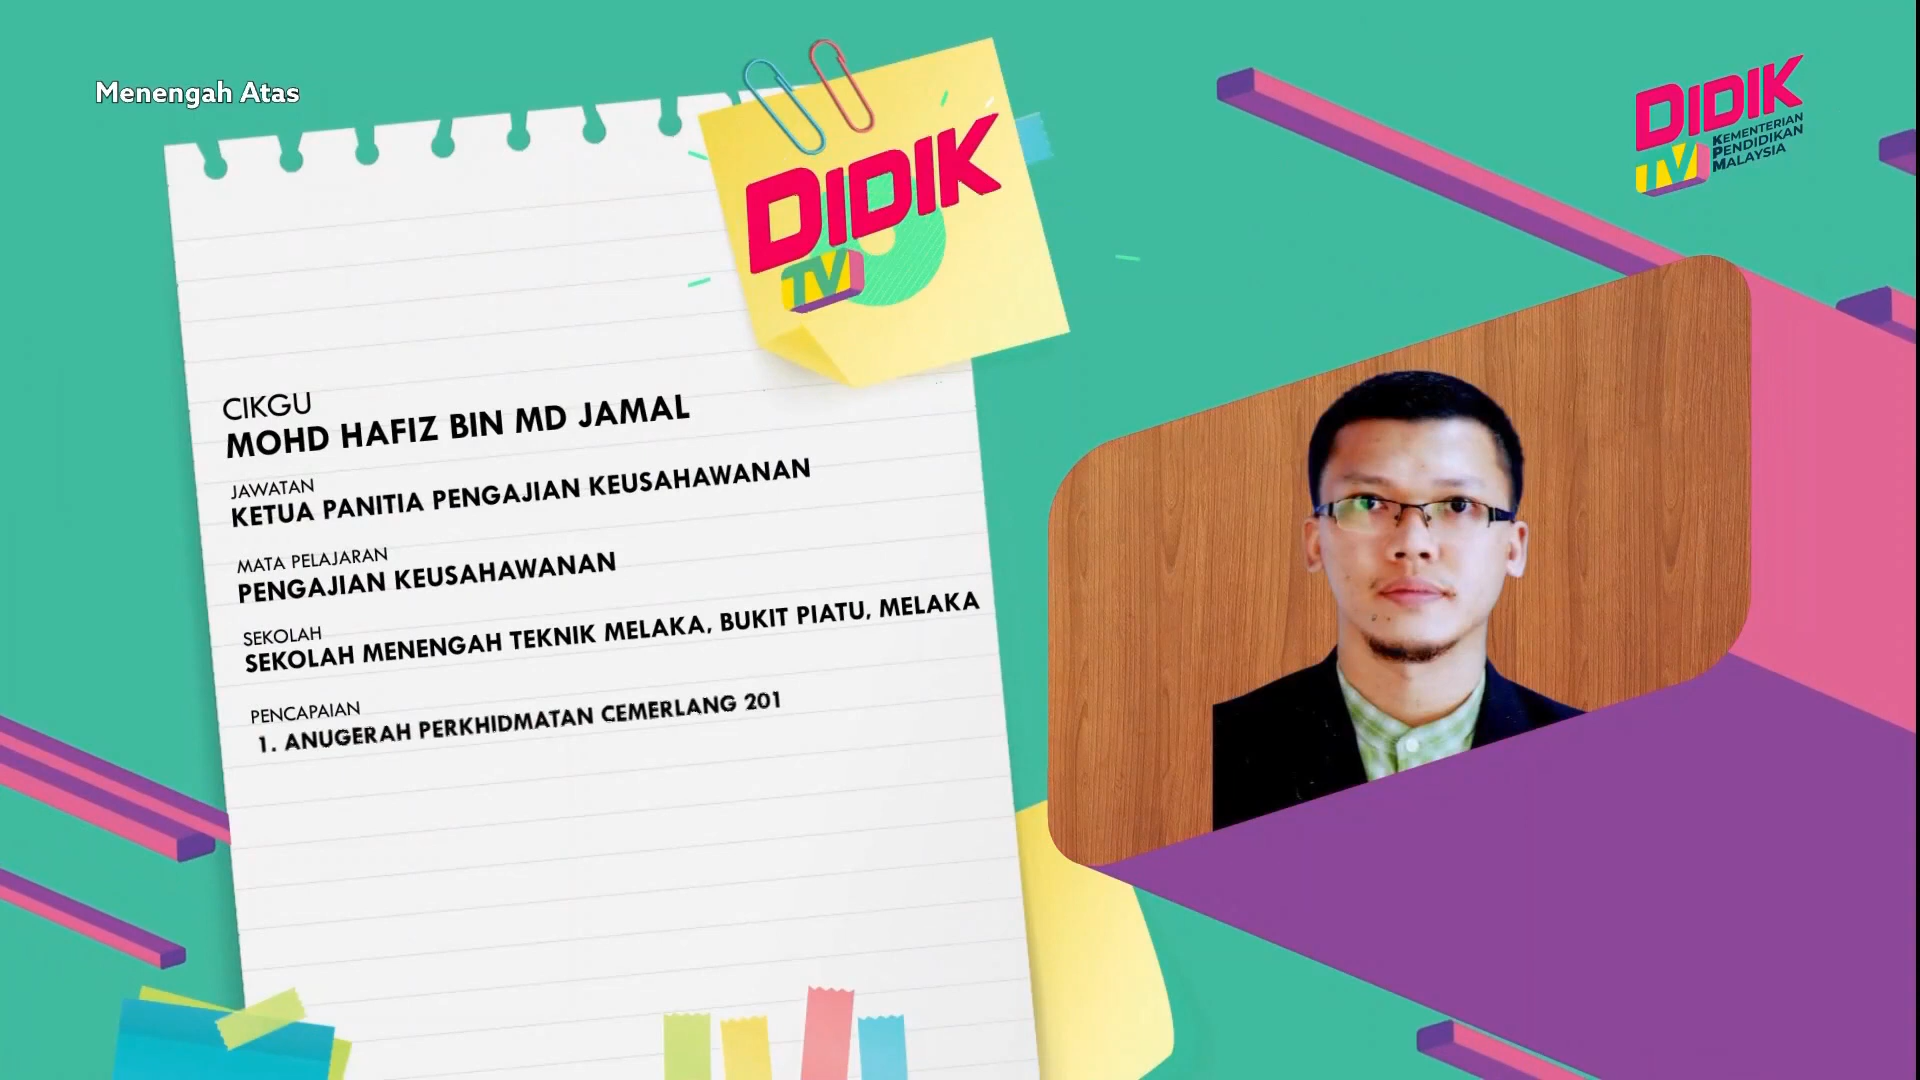 Menengah Atas
DIDIK
TV
DIDIK
TV
KEMENTERIAN
PENDIDIKAN
MALAYSIA
CIKGU
MOHD HAFIZ BIN MD JAMAL
JAWATAN
KETUA PANITIA PENGAJIAN KEUSAHAWANAN
MATA PELAJARAN
PENGAJIAN KEUSAHAWANAN
SEKOLAH
SEKOLAH MENENGAH TEKNIK MELAKA, BUKIT PIATU, MELAKA
PENCAPAIAN
1. ANUGERAH PERKHIDMATAN CEMERLANG 201